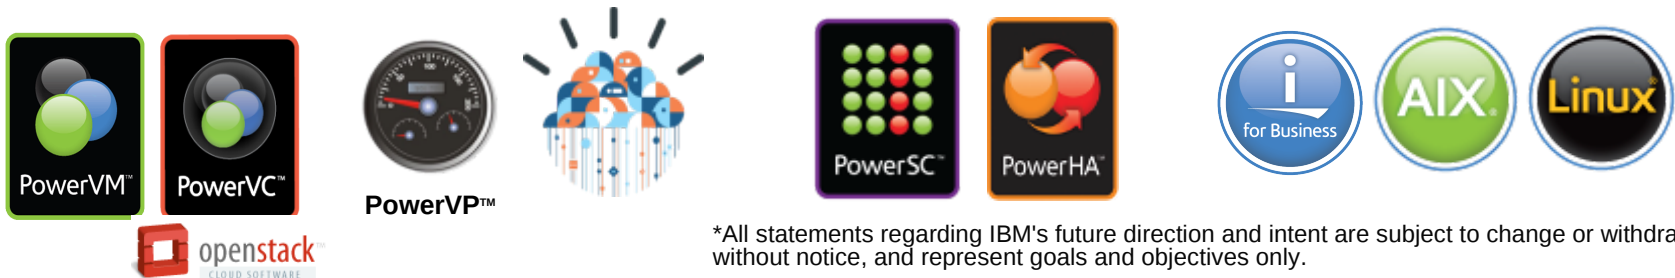 PowerVM™
PowerVC™
PowerVP™
openstack™
CLOUD SOFTWARE
PowerSC™
PowerHA™
i
for Business
AIX®
Linux®
*All statements regarding IBM's future direction and intent are subject to change or withdra
without notice, and represent goals and objectives only.